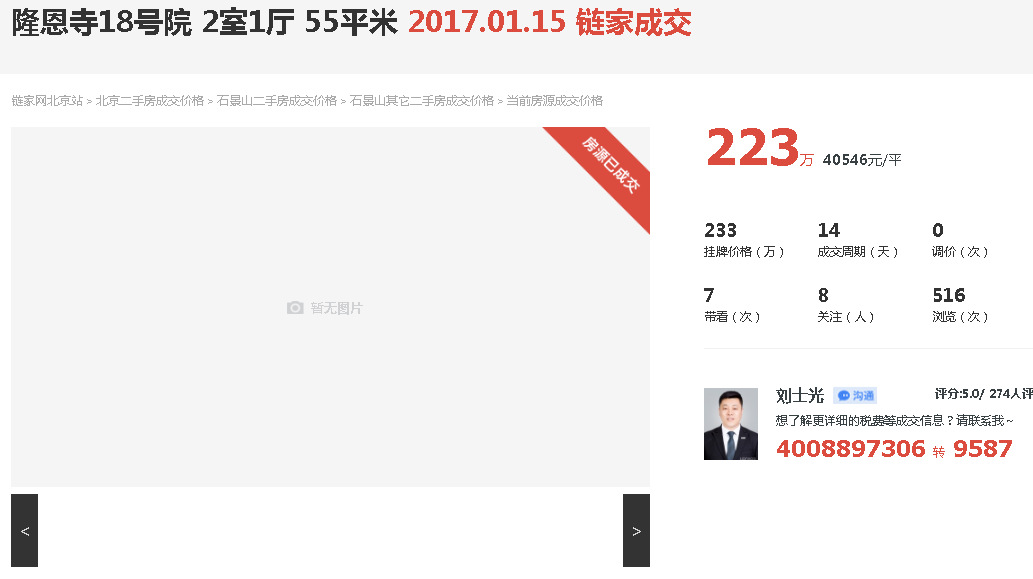 隆恩寺18号院 2室1厅 55平米 2017.01.15 链家成交
链家网北京站 > 北京二手房成交价格 > 石景山二手房成交价格 > 石景山其它二手房成交价格 > 当前房源成交价格
房源已成交
暂无图片
<
>
223万 40546元/平
233 14 0
挂牌价格（万） 成交周期（天） 调价（次）
7 8 516
带看（次） 关注（人） 浏览（次）
刘士光 沟通 评分:5.0/ 274人评
想了解更详细的税费等成交信息？请联系我～
4008897306 转 9587